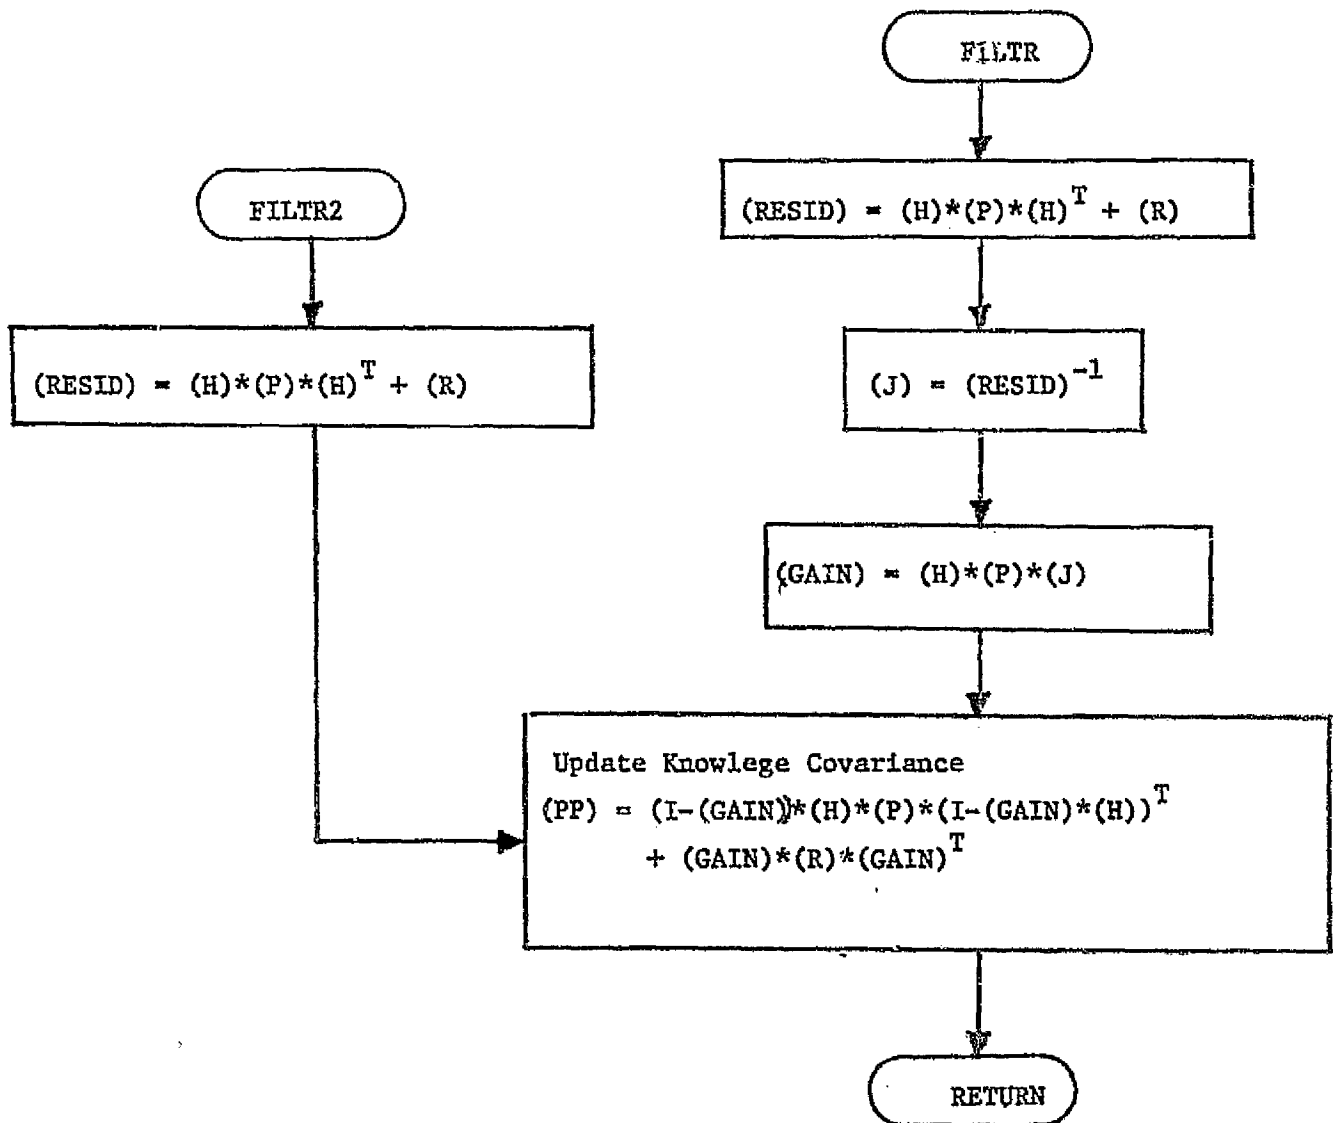 FILTR
(RESID) = (H)*(P)*(H)^T + (R)
FILTR2
(RESID) = (H)*(P)*(H)^T + (R)
(J) = (RESID)^-1
(GAIN) = (H)*(P)*(J)
Update Knowlege Covariance
(PP) = (I-(GAIN)*(H)*(P)*(I-(GAIN)*(H))^T
+ (GAIN)*(R)*(GAIN)^T
RETURN